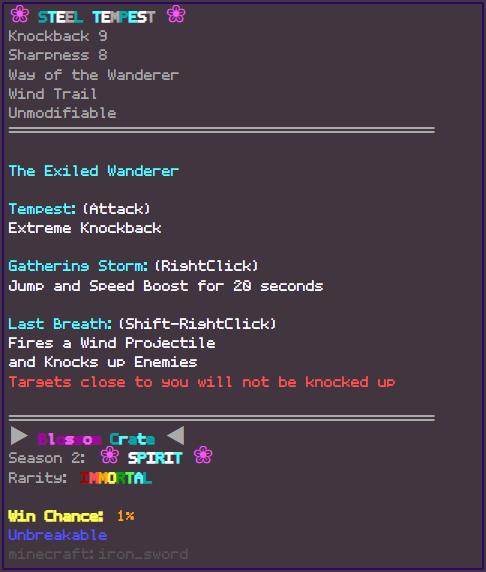 ❀ STEEL TEMPEST ❀
Knockback 9
Sharpness 8
Way of the Wanderer
Wind Trail
Unmodifiable
The Exiled Wanderer
Tempest: (Attack)
Extreme Knockback
Gathering Storm: (RightClick)
Jump and Speed Boost for 20 seconds
Last Breath: (Shift-RightClick)
Fires a Wind Projectile
and Knocks up Enemies
Targets close to you will not be knocked up
▶ Blossom Crate ◀
Season 2: ❀ SPIRIT ❀
Rarity: IMMORTAL
Win Chance: 1%
Unbreakable
minecraft:iron_sword